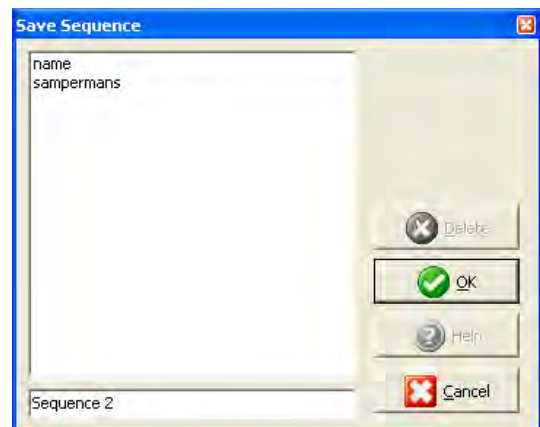 Save Sequence
name
sampermans
Delete
OK
Help
Cancel
Sequence 2